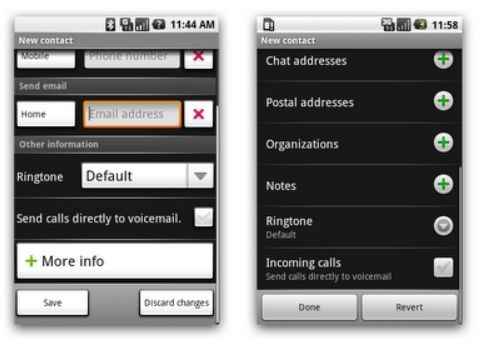 11:44 AM
New contact
Mobile
Phone number
Send email
Home
Email address
Other information
Ringtone
Default
Send calls directly to voicemail.
+ More info
Save
Discard changes
11:58
New contact
Chat addresses
Postal addresses
Organizations
Notes
Ringtone
Default
Incoming calls
Send calls directly to voicemail
Done
Revert